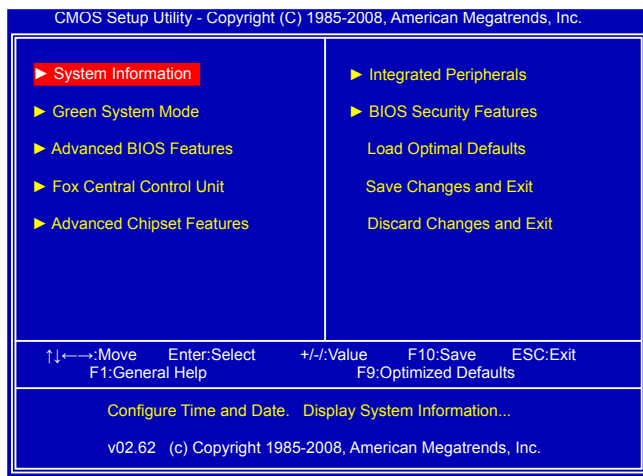 CMOS Setup Utility - Copyright (C) 1985-2008, American Megatrends, Inc.
► System Information
► Green System Mode
► Advanced BIOS Features
► Fox Central Control Unit
► Advanced Chipset Features
► Integrated Peripherals
► BIOS Security Features
Load Optimal Defaults
Save Changes and Exit
Discard Changes and Exit
↑↓←→:Move Enter:Select +/-/:Value F10:Save ESC:Exit
F1:General Help F9:Optimized Defaults
Configure Time and Date. Display System Information...
v02.62 (c) Copyright 1985-2008, American Megatrends, Inc.